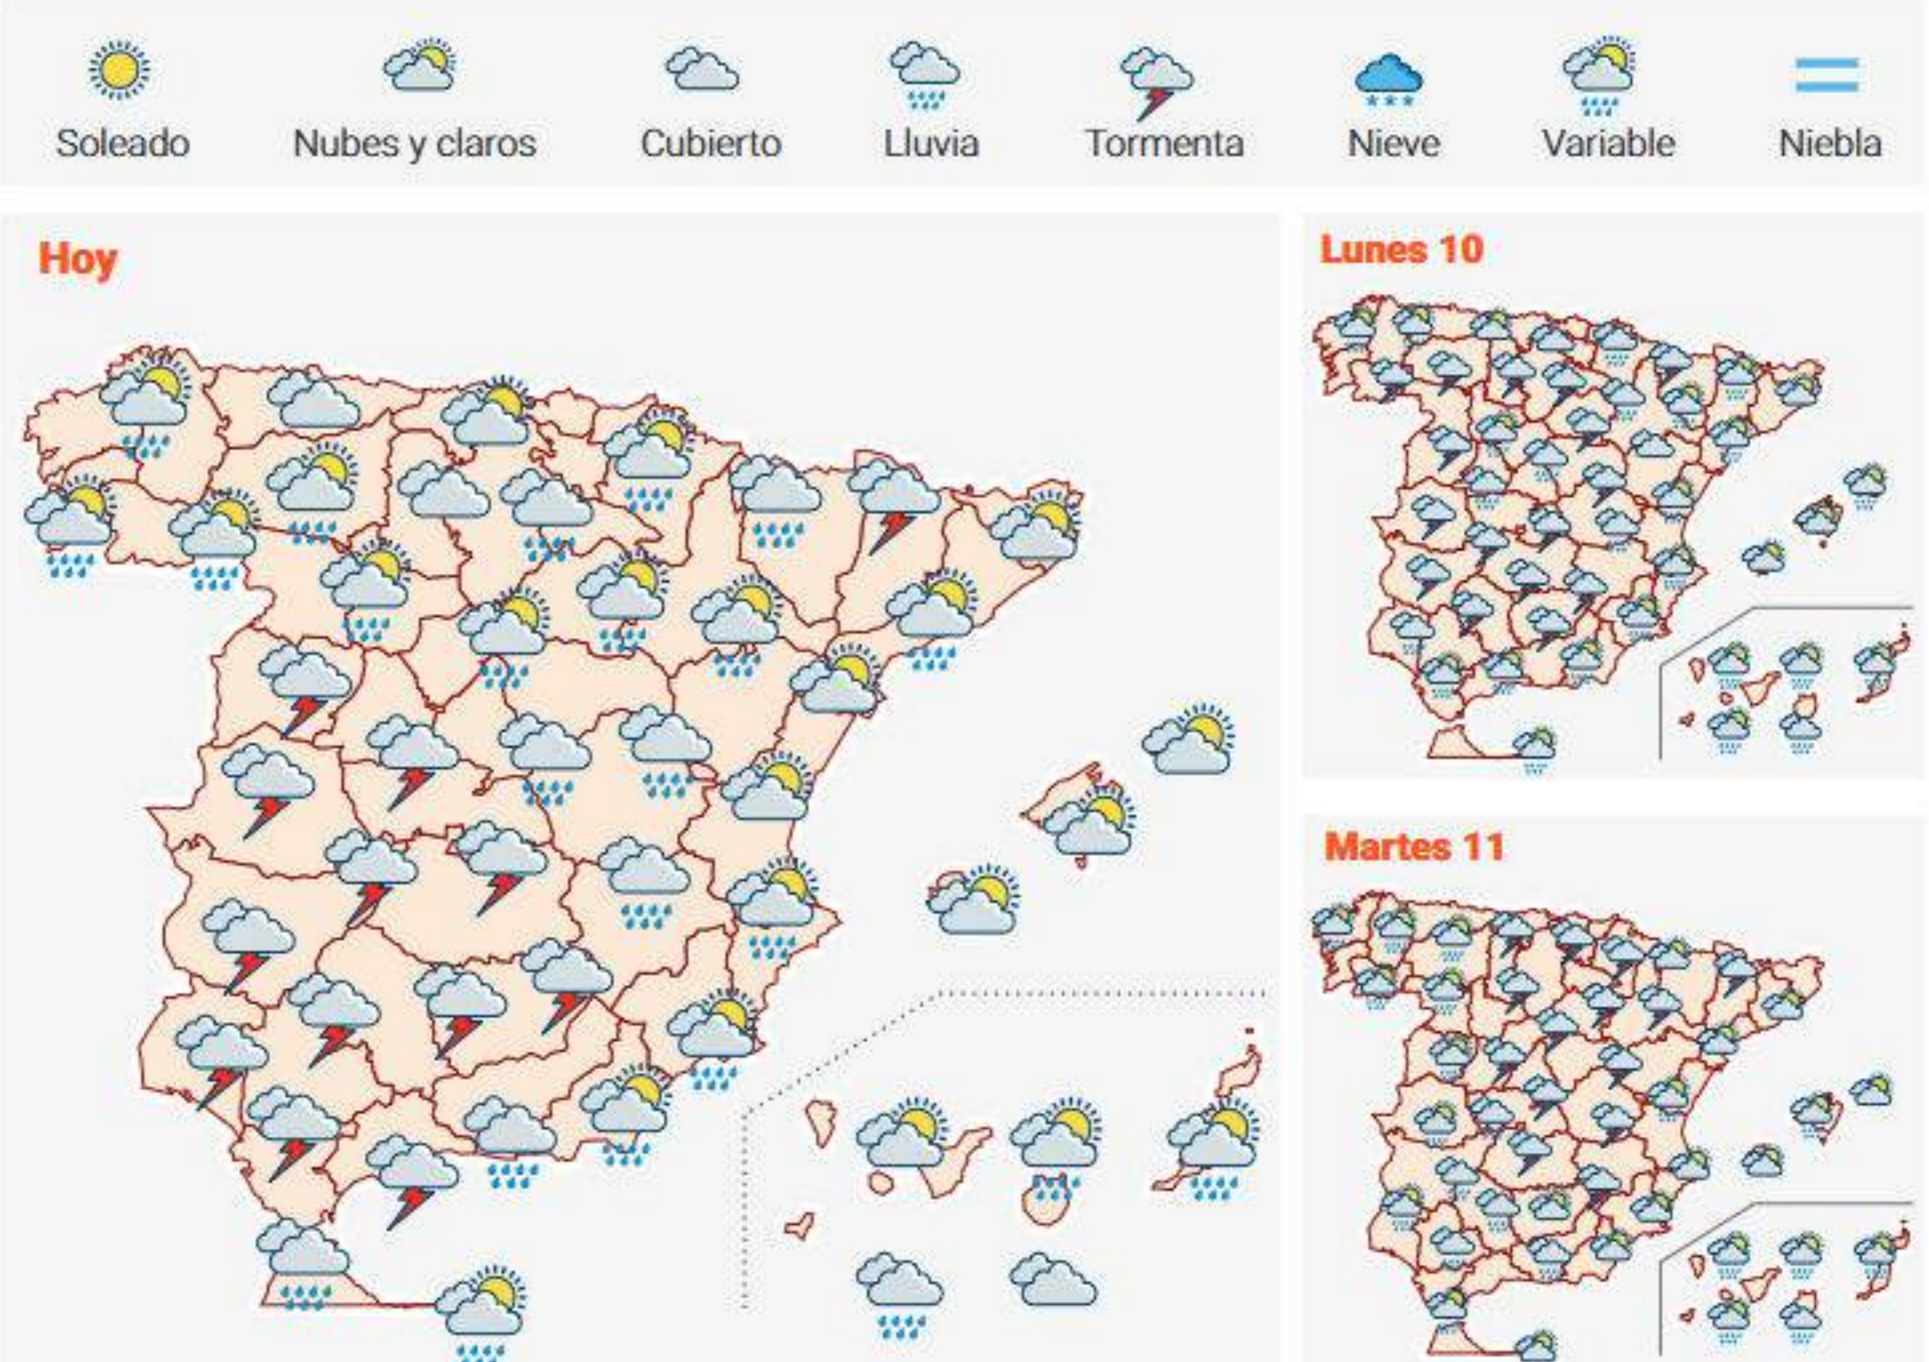 Soleado Nubes y claros Cubierto Lluvia Tormenta Nieve Variable Niebla
Hoy
Lunes 10
Martes 11